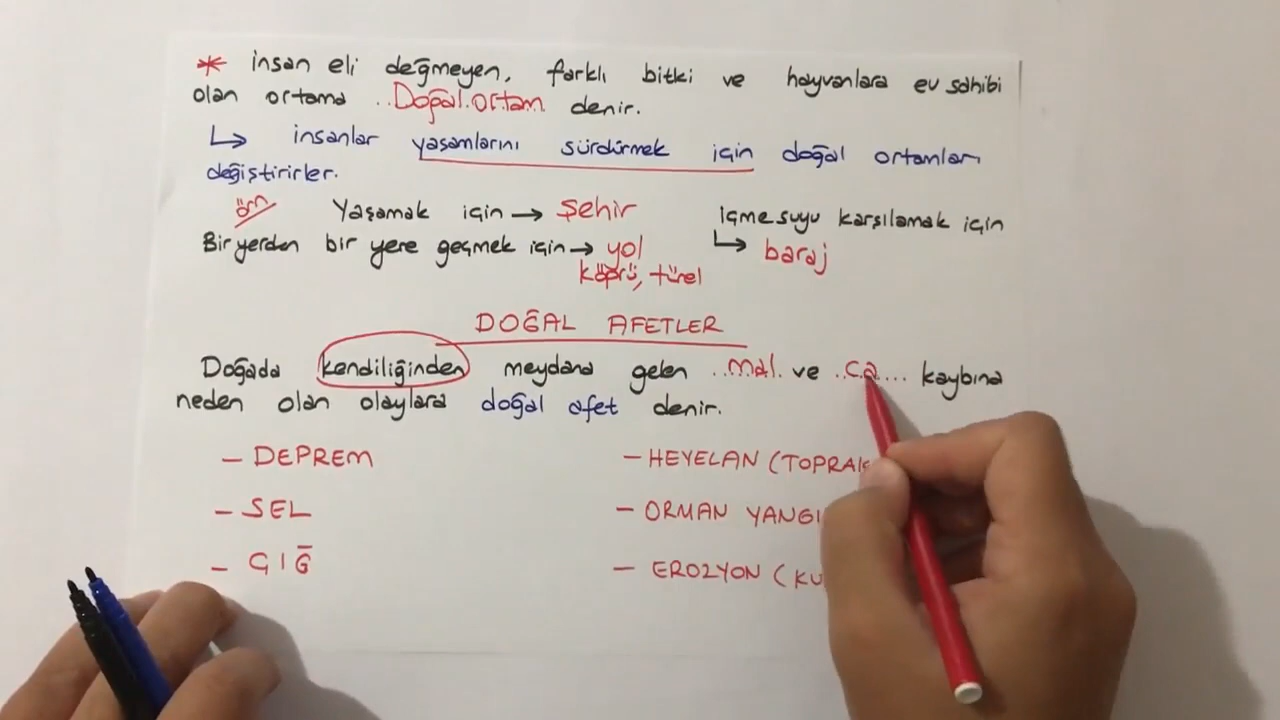 * İnsan eli değmeyen, farklı bitki ve hayvanlara ev sahibi
olan ortama ..Doğal.ortam denir.
↳ insanlar yaşamlarını sürdürmek için doğal ortamları
değiştirirler.
örn Yaşamak için → Şehir
Bir yerden bir yere geçmek için → yol
köprü, tünel
içme suyu karşılamak için
↳ baraj
DOĞAL AFETLER
Doğada kendiliğinden meydana gelen ..mal. ve ..ca... kaybına
neden olan olaylara doğal afet denir.
- DEPREM
- SEL
- ÇIĞ
- HEYELAN (TOPRAK
- ORMAN YANGI
- EROZYON (KU